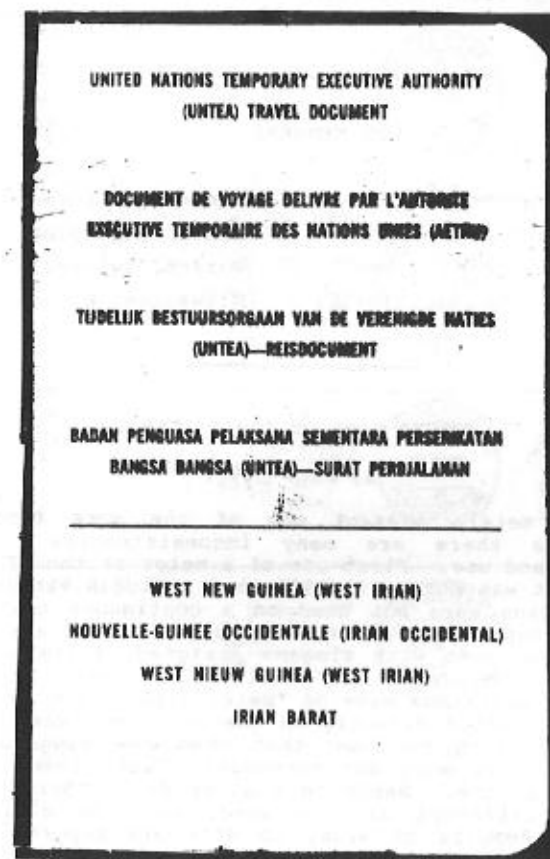 UNITED NATIONS TEMPORARY EXECUTIVE AUTHORITY
(UNTEA) TRAVEL DOCUMENT
DOCUMENT DE VOYAGE DELIVRE PAR L'AUTORITE
EXECUTIVE TEMPORAIRE DES NATIONS UNIES (AETNU)
TIJDELIJK BESTUURSORGAAN VAN DE VERENIGDE NATIES
(UNTEA)—REISDOCUMENT
BADAN PENGUASA PELAKSANA SEMENTARA PERSERIKATAN
BANGSA BANGSA (UNTEA)—SURAT PERDJALANAN
WEST NEW GUINEA (WEST IRIAN)
NOUVELLE-GUINEE OCCIDENTALE (IRIAN OCCIDENTAL)
WEST NIEUW GUINEA (WEST IRIAN)
IRIAN BARAT